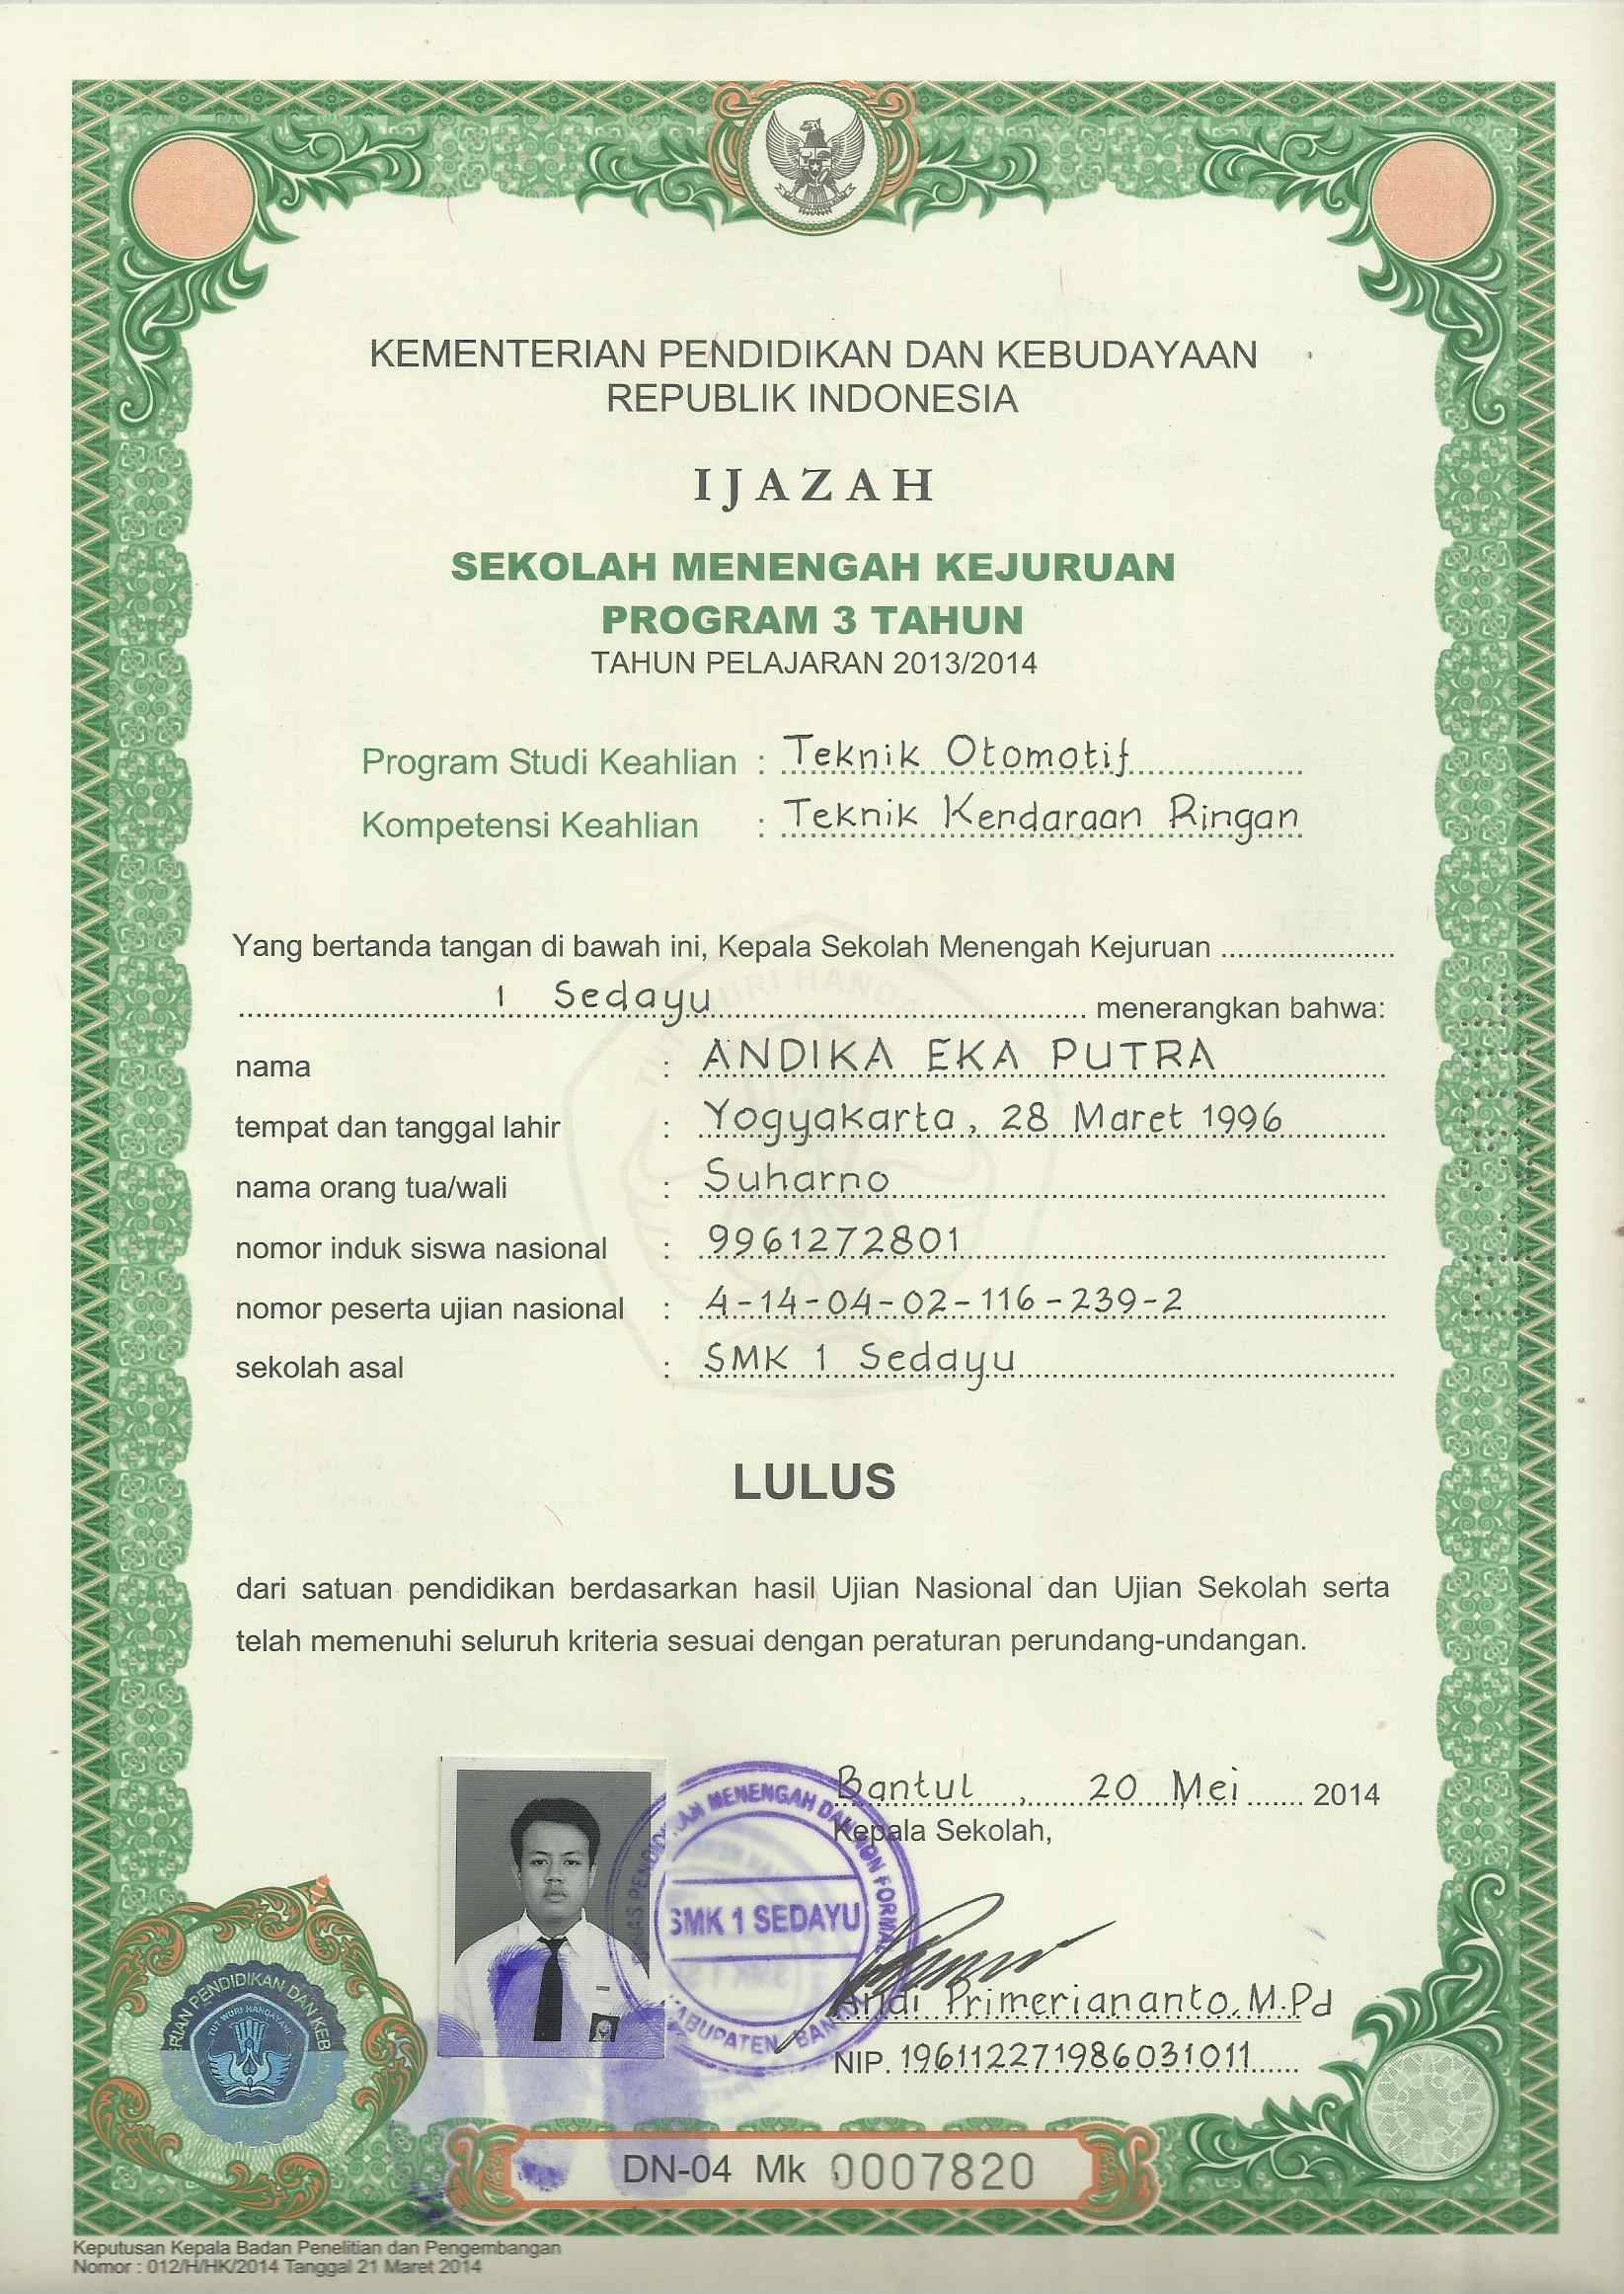 KEMENTERIAN PENDIDIKAN DAN KEBUDAYAAN
REPUBLIK INDONESIA
IJAZAH
SEKOLAH MENENGAH KEJURUAN
PROGRAM 3 TAHUN
TAHUN PELAJARAN 2013/2014
Program Studi Keahlian : Teknik Otomotif
Kompetensi Keahlian : Teknik Kendaraan Ringan
Yang bertanda tangan di bawah ini, Kepala Sekolah Menengah Kejuruan
1 Sedayu menerangkan bahwa:
nama : ANDIKA EKA PUTRA
tempat dan tanggal lahir : Yogyakarta, 28 Maret 1996
nama orang tua/wali : Suharno
nomor induk siswa nasional : 9961272801
nomor peserta ujian nasional : 4-14-04-02-116-239-2
sekolah asal : SMK 1 Sedayu
TUT WURI HANDAYANI
LULUS
dari satuan pendidikan berdasarkan hasil Ujian Nasional dan Ujian Sekolah serta
telah memenuhi seluruh kriteria sesuai dengan peraturan perundang-undangan.
Bantul, 20 Mei 2014
Kepala Sekolah,
MENENGAH DAN NON FORMAL
SMK 1 SEDAYU
KABUPATEN
Andi Primeriananto, M.Pd
NIP. 196112271986031011
PENDIDIKAN DAN
TUT WURI HANDAYANI
DN-04 Mk 0007820
Keputusan Kepala Badan Penelitian dan Pengembangan
Nomor : 012/H/HK/2014 Tanggal 21 Maret 2014